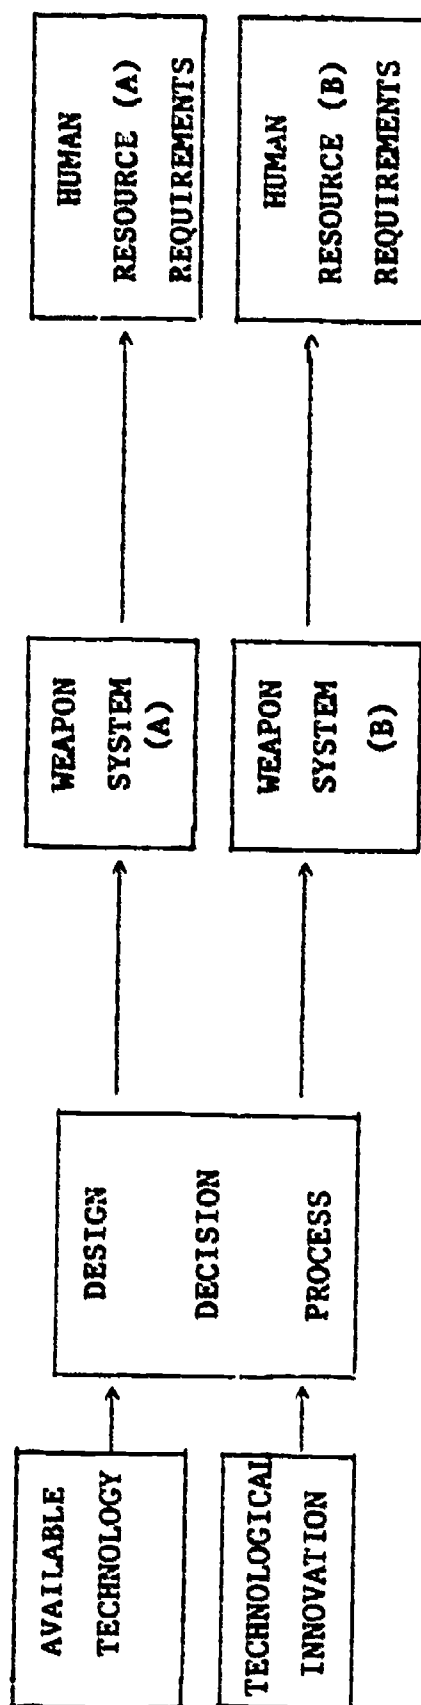 AVAILABLE
TECHNOLOGY
TECHNOLOGICAL
INNOVATION
DESIGN
DECISION
PROCESS
WEAPON
SYSTEM
(A)
WEAPON
SYSTEM
(B)
HUMAN
RESOURCE (A)
REQUIREMENTS
HUMAN
RESOURCE (B)
REQUIREMENTS